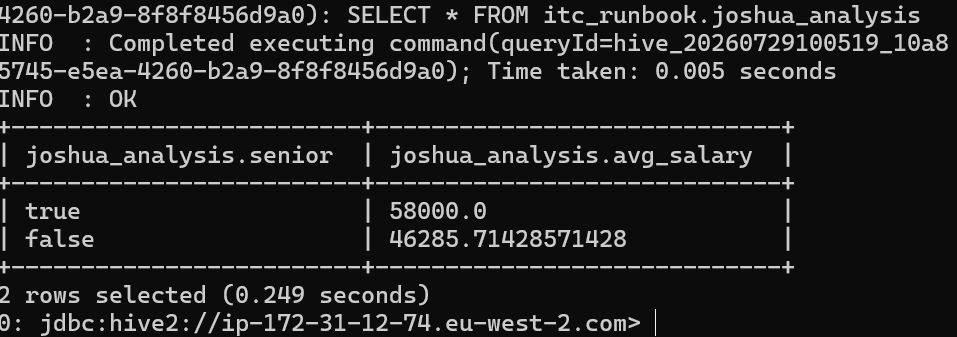 4260-b2a9-8f8f8456d9a0): SELECT * FROM itc_runbook.joshua_analysis
INFO  : Completed executing command(queryId=hive_20260729100519_10a8
5745-e5ea-4260-b2a9-8f8f8456d9a0); Time taken: 0.005 seconds
INFO  : OK
+-------------------------+-----------------------------+
| joshua_analysis.senior  | joshua_analysis.avg_salary  |
+-------------------------+-----------------------------+
| true                    | 58000.0                     |
| false                   | 46285.71428571428           |
+-------------------------+-----------------------------+
2 rows selected (0.249 seconds)
0: jdbc:hive2://ip-172-31-12-74.eu-west-2.com>